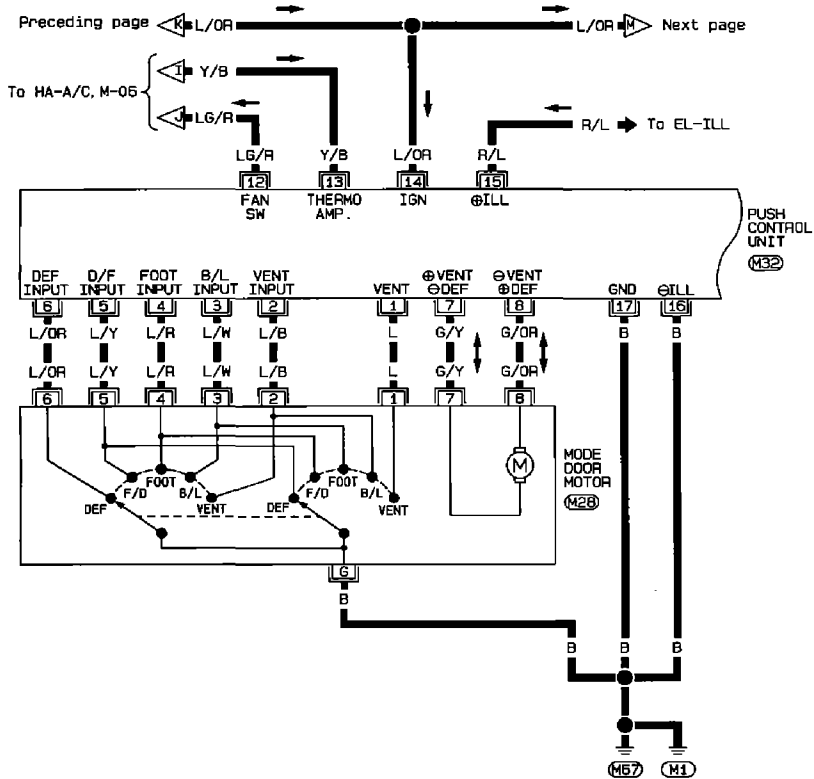 Preceding page K L/OR L/OR M Next page
To HA-A/C, M-05
I Y/B
J LG/R
R/L To EL-ILL
LG/R Y/B L/OR R/L
12 13 14 15
FAN SW
THERMO AMP.
IGN
⊕ILL
PUSH
CONTROL
UNIT
M32
DEF INPUT
D/F INPUT
FOOT INPUT
B/L INPUT
VENT INPUT
VENT
⊕VENT ⊖DEF
⊖VENT ⊕DEF
GND
⊖ILL
6 5 4 3 2 1 7 8 17 16
L/OR L/Y L/R L/W L/B L G/Y G/OR B B
L/OR L/Y L/R L/W L/B L G/Y G/OR
6 5 4 3 2 1 7 8
MODE
DOOR
MOTOR
M28
M
DEF F/D FOOT B/L VENT
DEF F/D FOOT B/L VENT
G
B
B B B
M57 M1